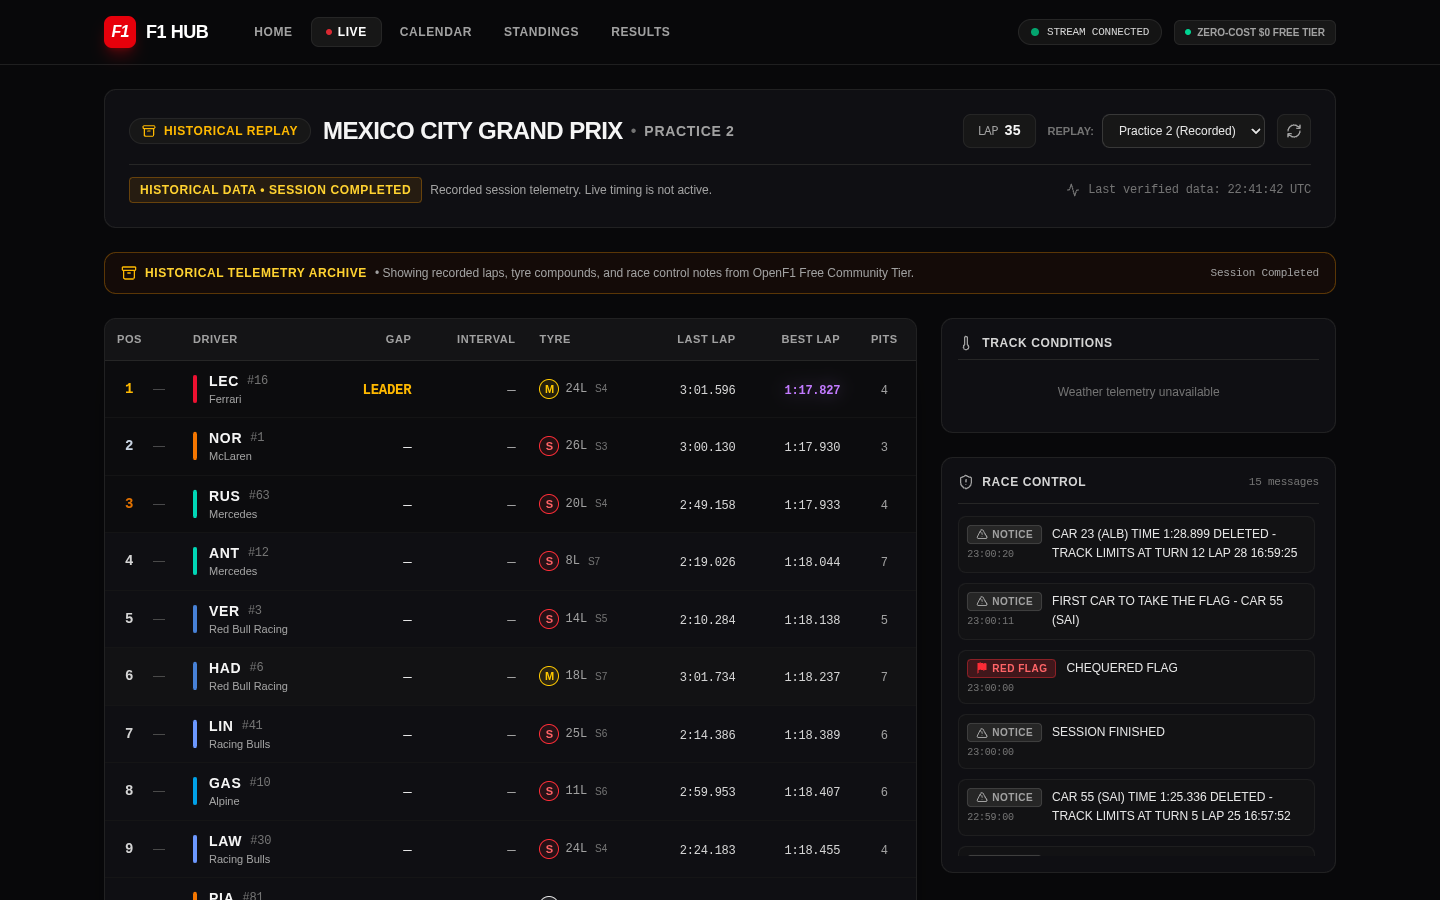 F1 F1 HUB HOME LIVE CALENDAR STANDINGS RESULTS STREAM CONNECTED ZERO-COST $0 FREE TIER
HISTORICAL REPLAY MEXICO CITY GRAND PRIX • PRACTICE 2 LAP 35 REPLAY: Practice 2 (Recorded)
HISTORICAL DATA • SESSION COMPLETED Recorded session telemetry. Live timing is not active. Last verified data: 22:41:42 UTC
HISTORICAL TELEMETRY ARCHIVE • Showing recorded laps, tyre compounds, and race control notes from OpenF1 Free Community Tier. Session Completed
POS DRIVER GAP INTERVAL TYRE LAST LAP BEST LAP PITS
1 — LEC #16 LEADER — M 24L S4 3:01.596 1:17.827 4
Ferrari
2 — NOR #1 — — S 26L S3 3:00.130 1:17.930 3
McLaren
3 — RUS #63 — — S 20L S4 2:49.158 1:17.933 4
Mercedes
4 — ANT #12 — — S 8L S7 2:19.026 1:18.044 7
Mercedes
5 — VER #3 — — S 14L S5 2:10.284 1:18.138 5
Red Bull Racing
6 — HAD #6 — — M 18L S7 3:01.734 1:18.237 7
Red Bull Racing
7 — LIN #41 — — S 25L S6 2:14.386 1:18.389 6
Racing Bulls
8 — GAS #10 — — S 11L S6 2:59.953 1:18.407 6
Alpine
9 — LAW #30 — — S 24L S4 2:24.183 1:18.455 4
Racing Bulls
PIA #81
TRACK CONDITIONS
Weather telemetry unavailable
RACE CONTROL 15 messages
NOTICE CAR 23 (ALB) TIME 1:28.899 DELETED -
23:00:20 TRACK LIMITS AT TURN 12 LAP 28 16:59:25
NOTICE FIRST CAR TO TAKE THE FLAG - CAR 55
23:00:11 (SAI)
RED FLAG CHEQUERED FLAG
23:00:00
NOTICE SESSION FINISHED
23:00:00
NOTICE CAR 55 (SAI) TIME 1:25.336 DELETED -
22:59:00 TRACK LIMITS AT TURN 5 LAP 25 16:57:52